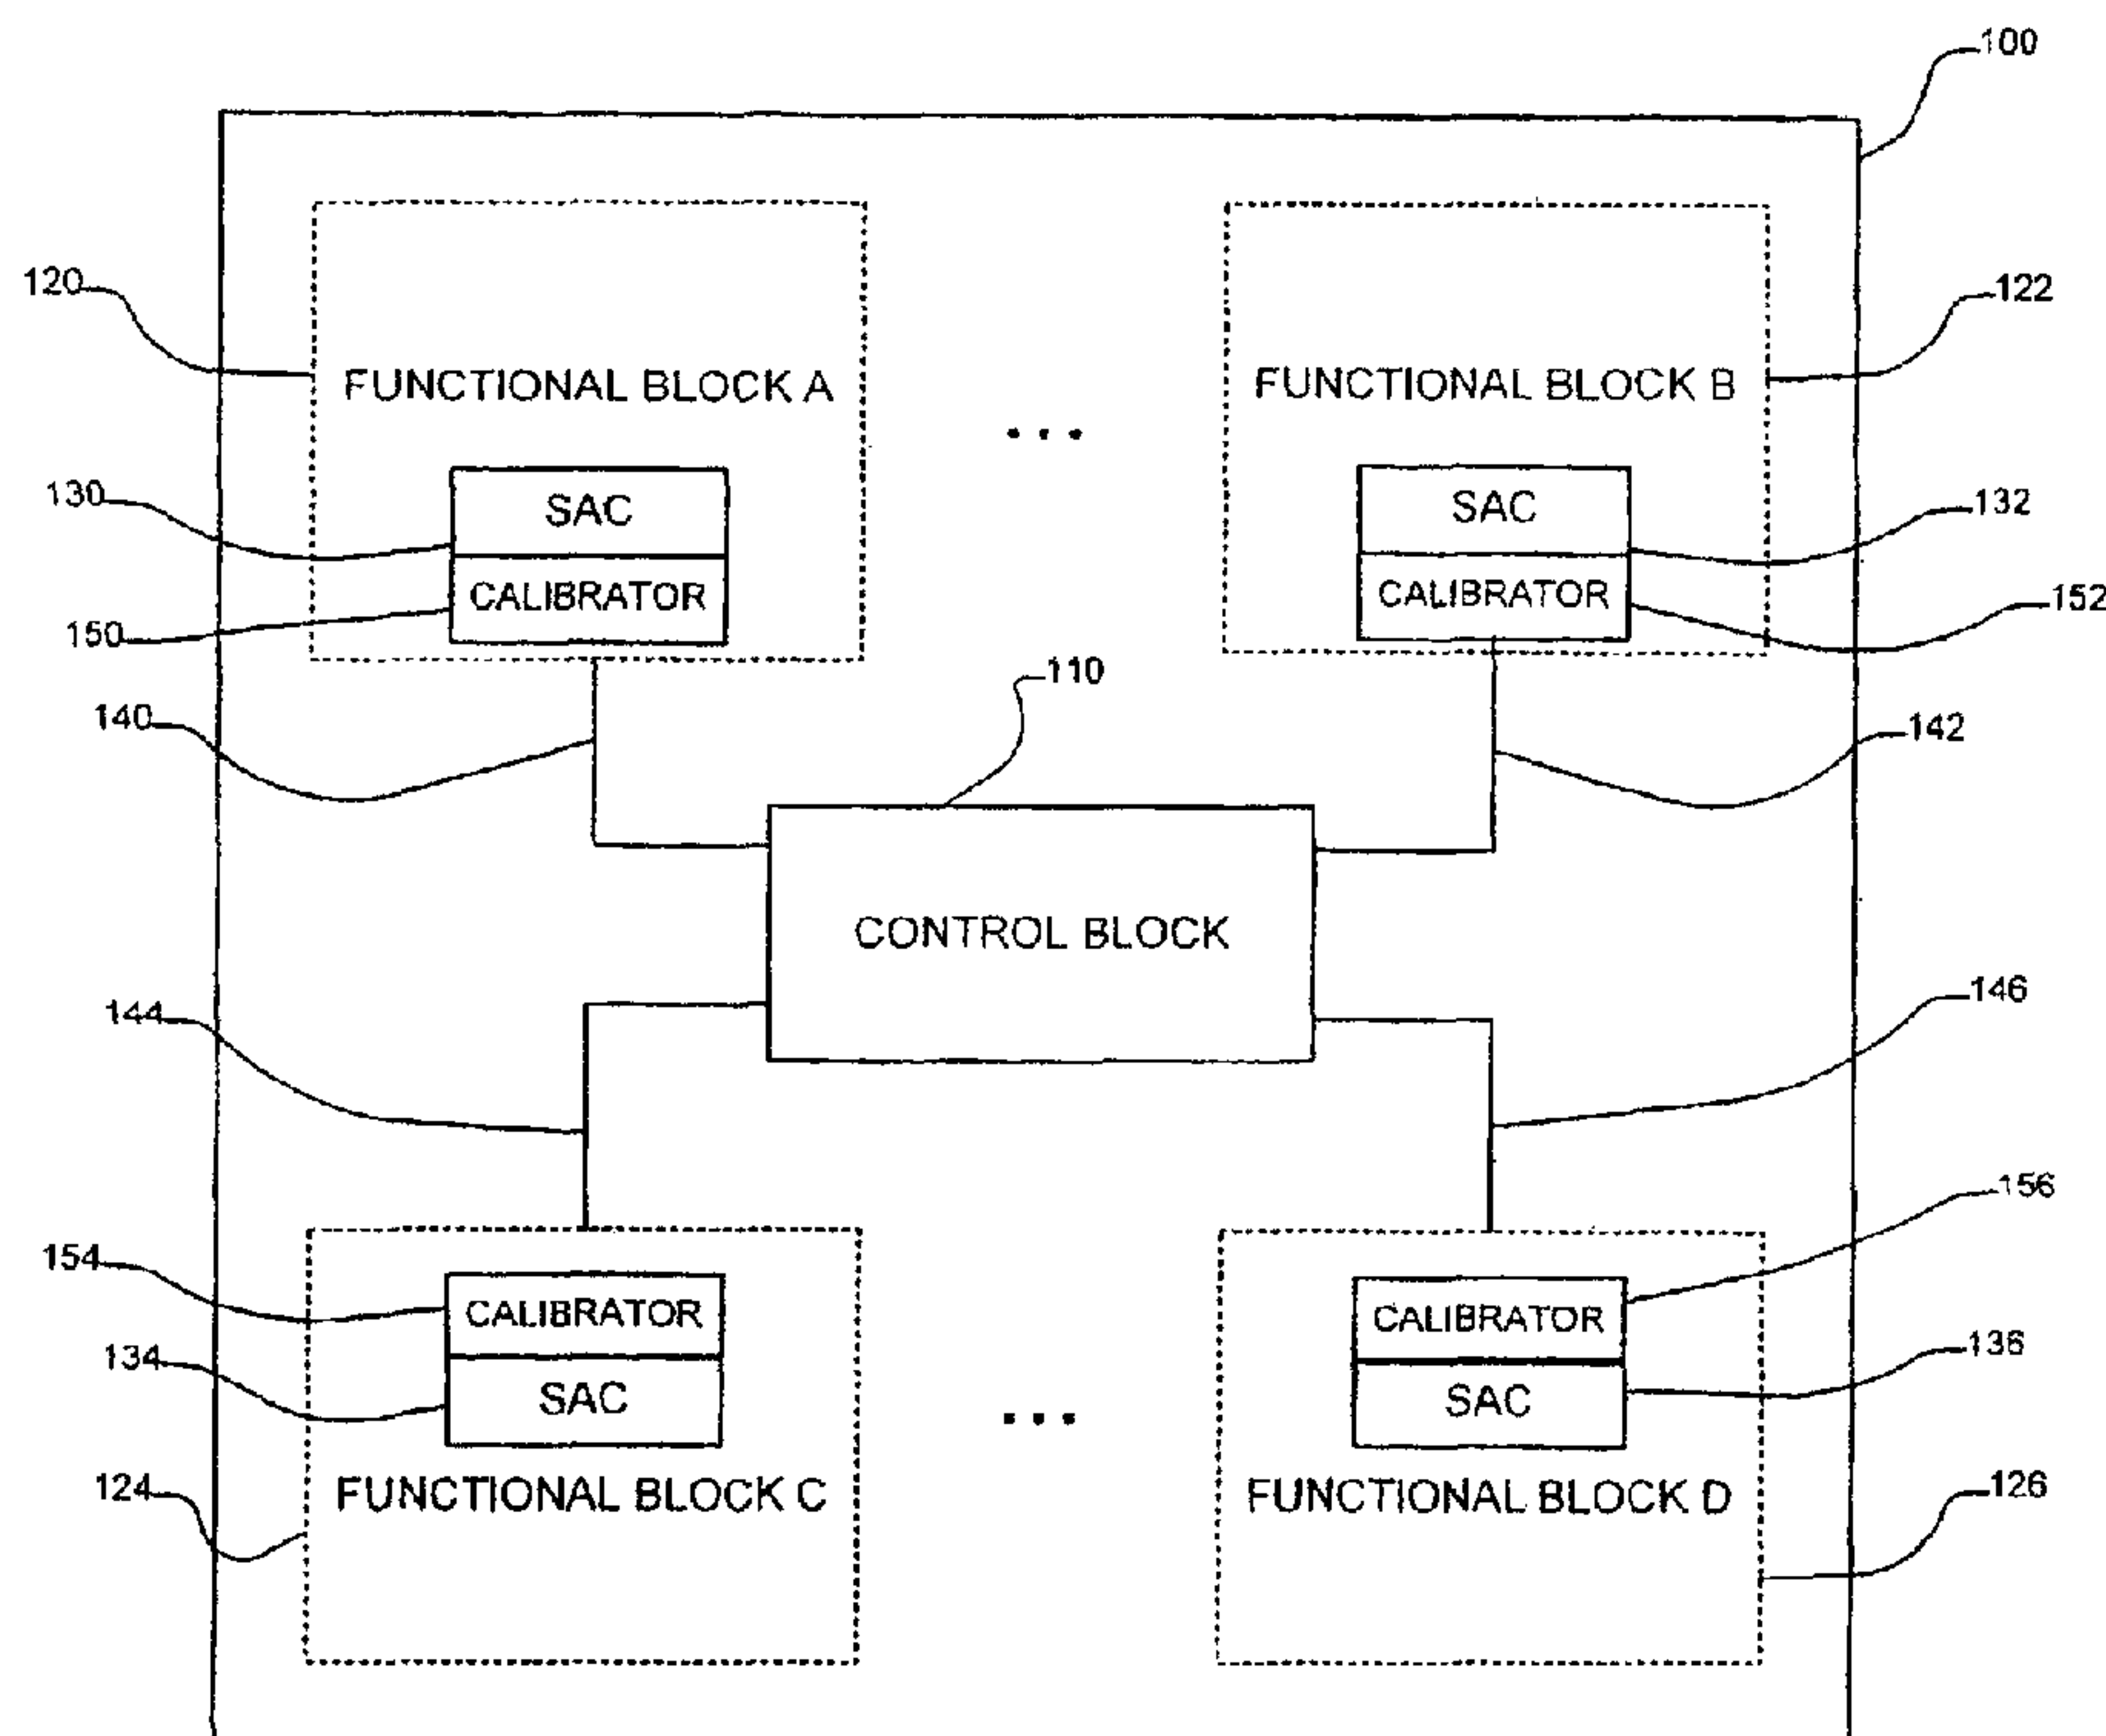 100
120
122
FUNCTIONAL BLOCK A
FUNCTIONAL BLOCK B
...
130
SAC
SAC
132
150
CALIBRATOR
CALIBRATOR
152
110
140
142
CONTROL BLOCK
144
146
156
154
CALIBRATOR
CALIBRATOR
134
SAC
SAC
136
...
124
FUNCTIONAL BLOCK C
FUNCTIONAL BLOCK D
126